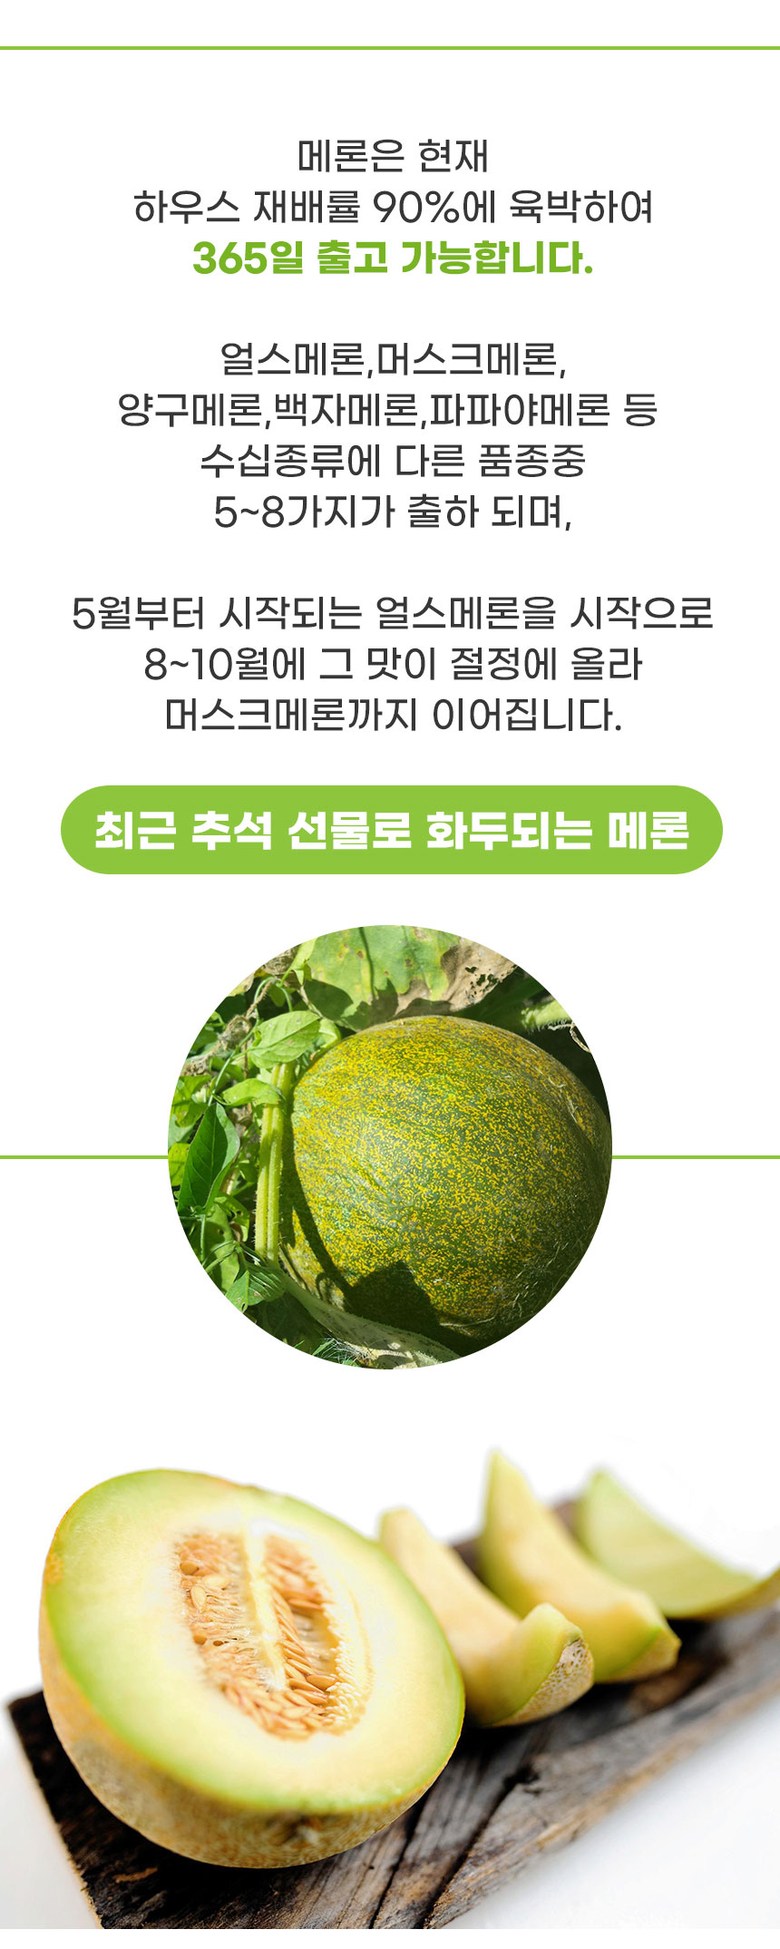 메론은 현재
하우스 재배률 90%에 육박하여
365일 출고 가능합니다.
얼스메론,머스크메론,
양구메론,백자메론,파파야메론 등
수십종류에 다른 품종중
5~8가지가 출하 되며,
5월부터 시작되는 얼스메론을 시작으로
8~10월에 그 맛이 절정에 올라
머스크메론까지 이어집니다.
최근 추석 선물로 화두되는 메론